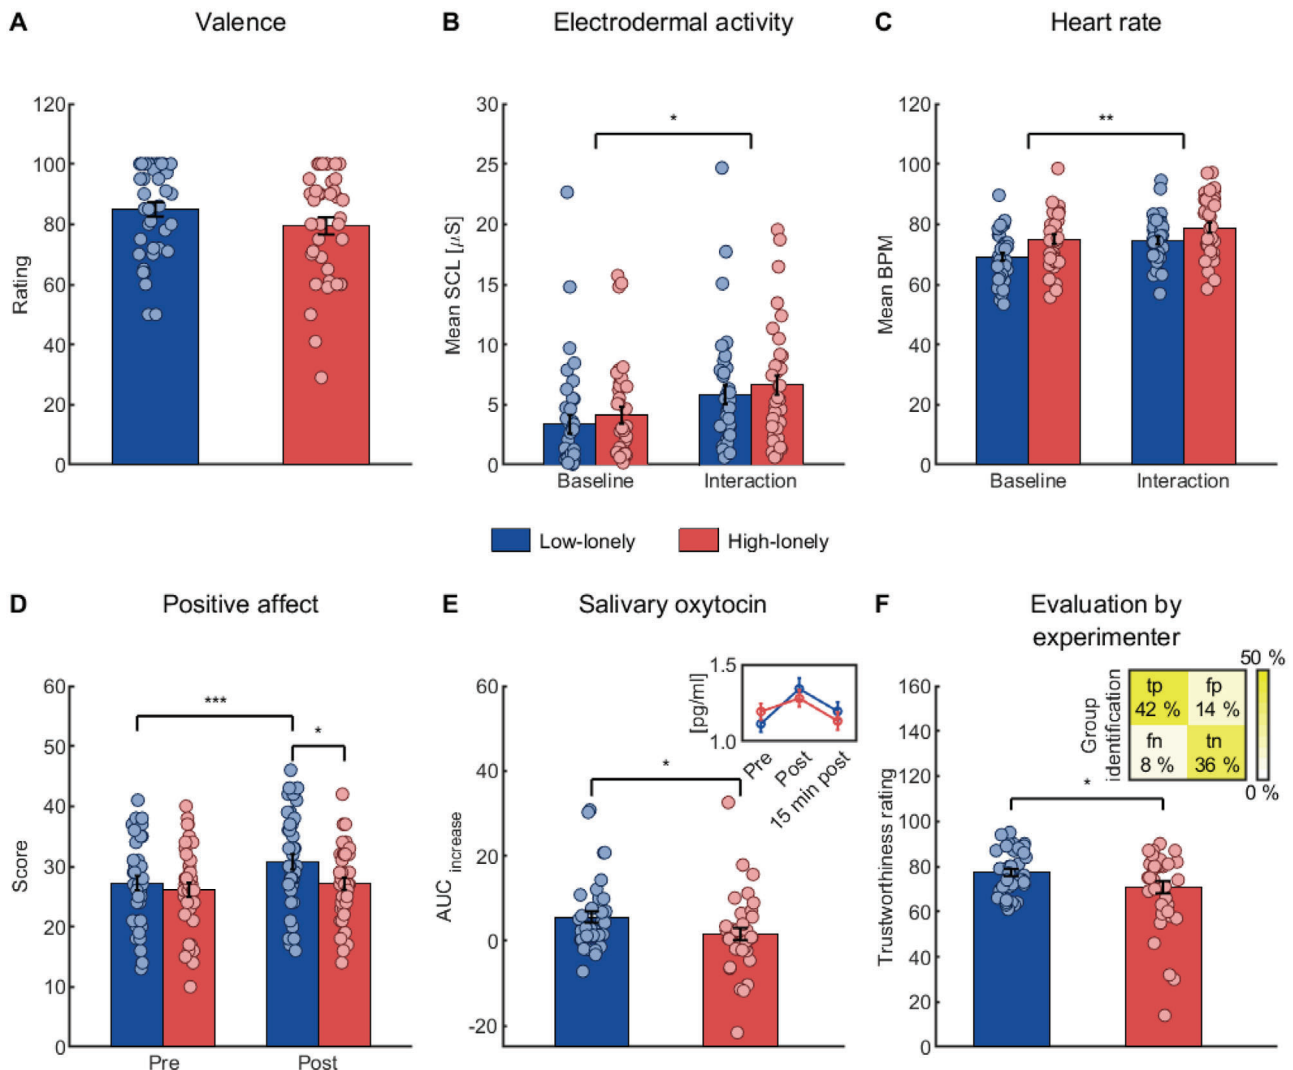 A Valence
B Electrodermal activity
C Heart rate
Rating
120
100
80
60
40
20
0
Mean SCL [μS]
30
25
20
15
10
5
0
*
Baseline Interaction
Mean BPM
120
100
80
60
40
20
0
**
Baseline Interaction
Low-lonely High-lonely
D Positive affect
E Salivary oxytocin
F Evaluation by
experimenter
Score
60
50
40
30
20
10
0
***
*
Pre Post
AUC increase
60
40
20
0
-20
*
[pg/ml]
1.5
1.0
Pre
Post
15 min post
Trustworthiness rating
160
140
120
100
80
60
40
20
0
*
Group
identification
tp fp
42 % 14 %
fn tn
8 % 36 %
50 %
0 %